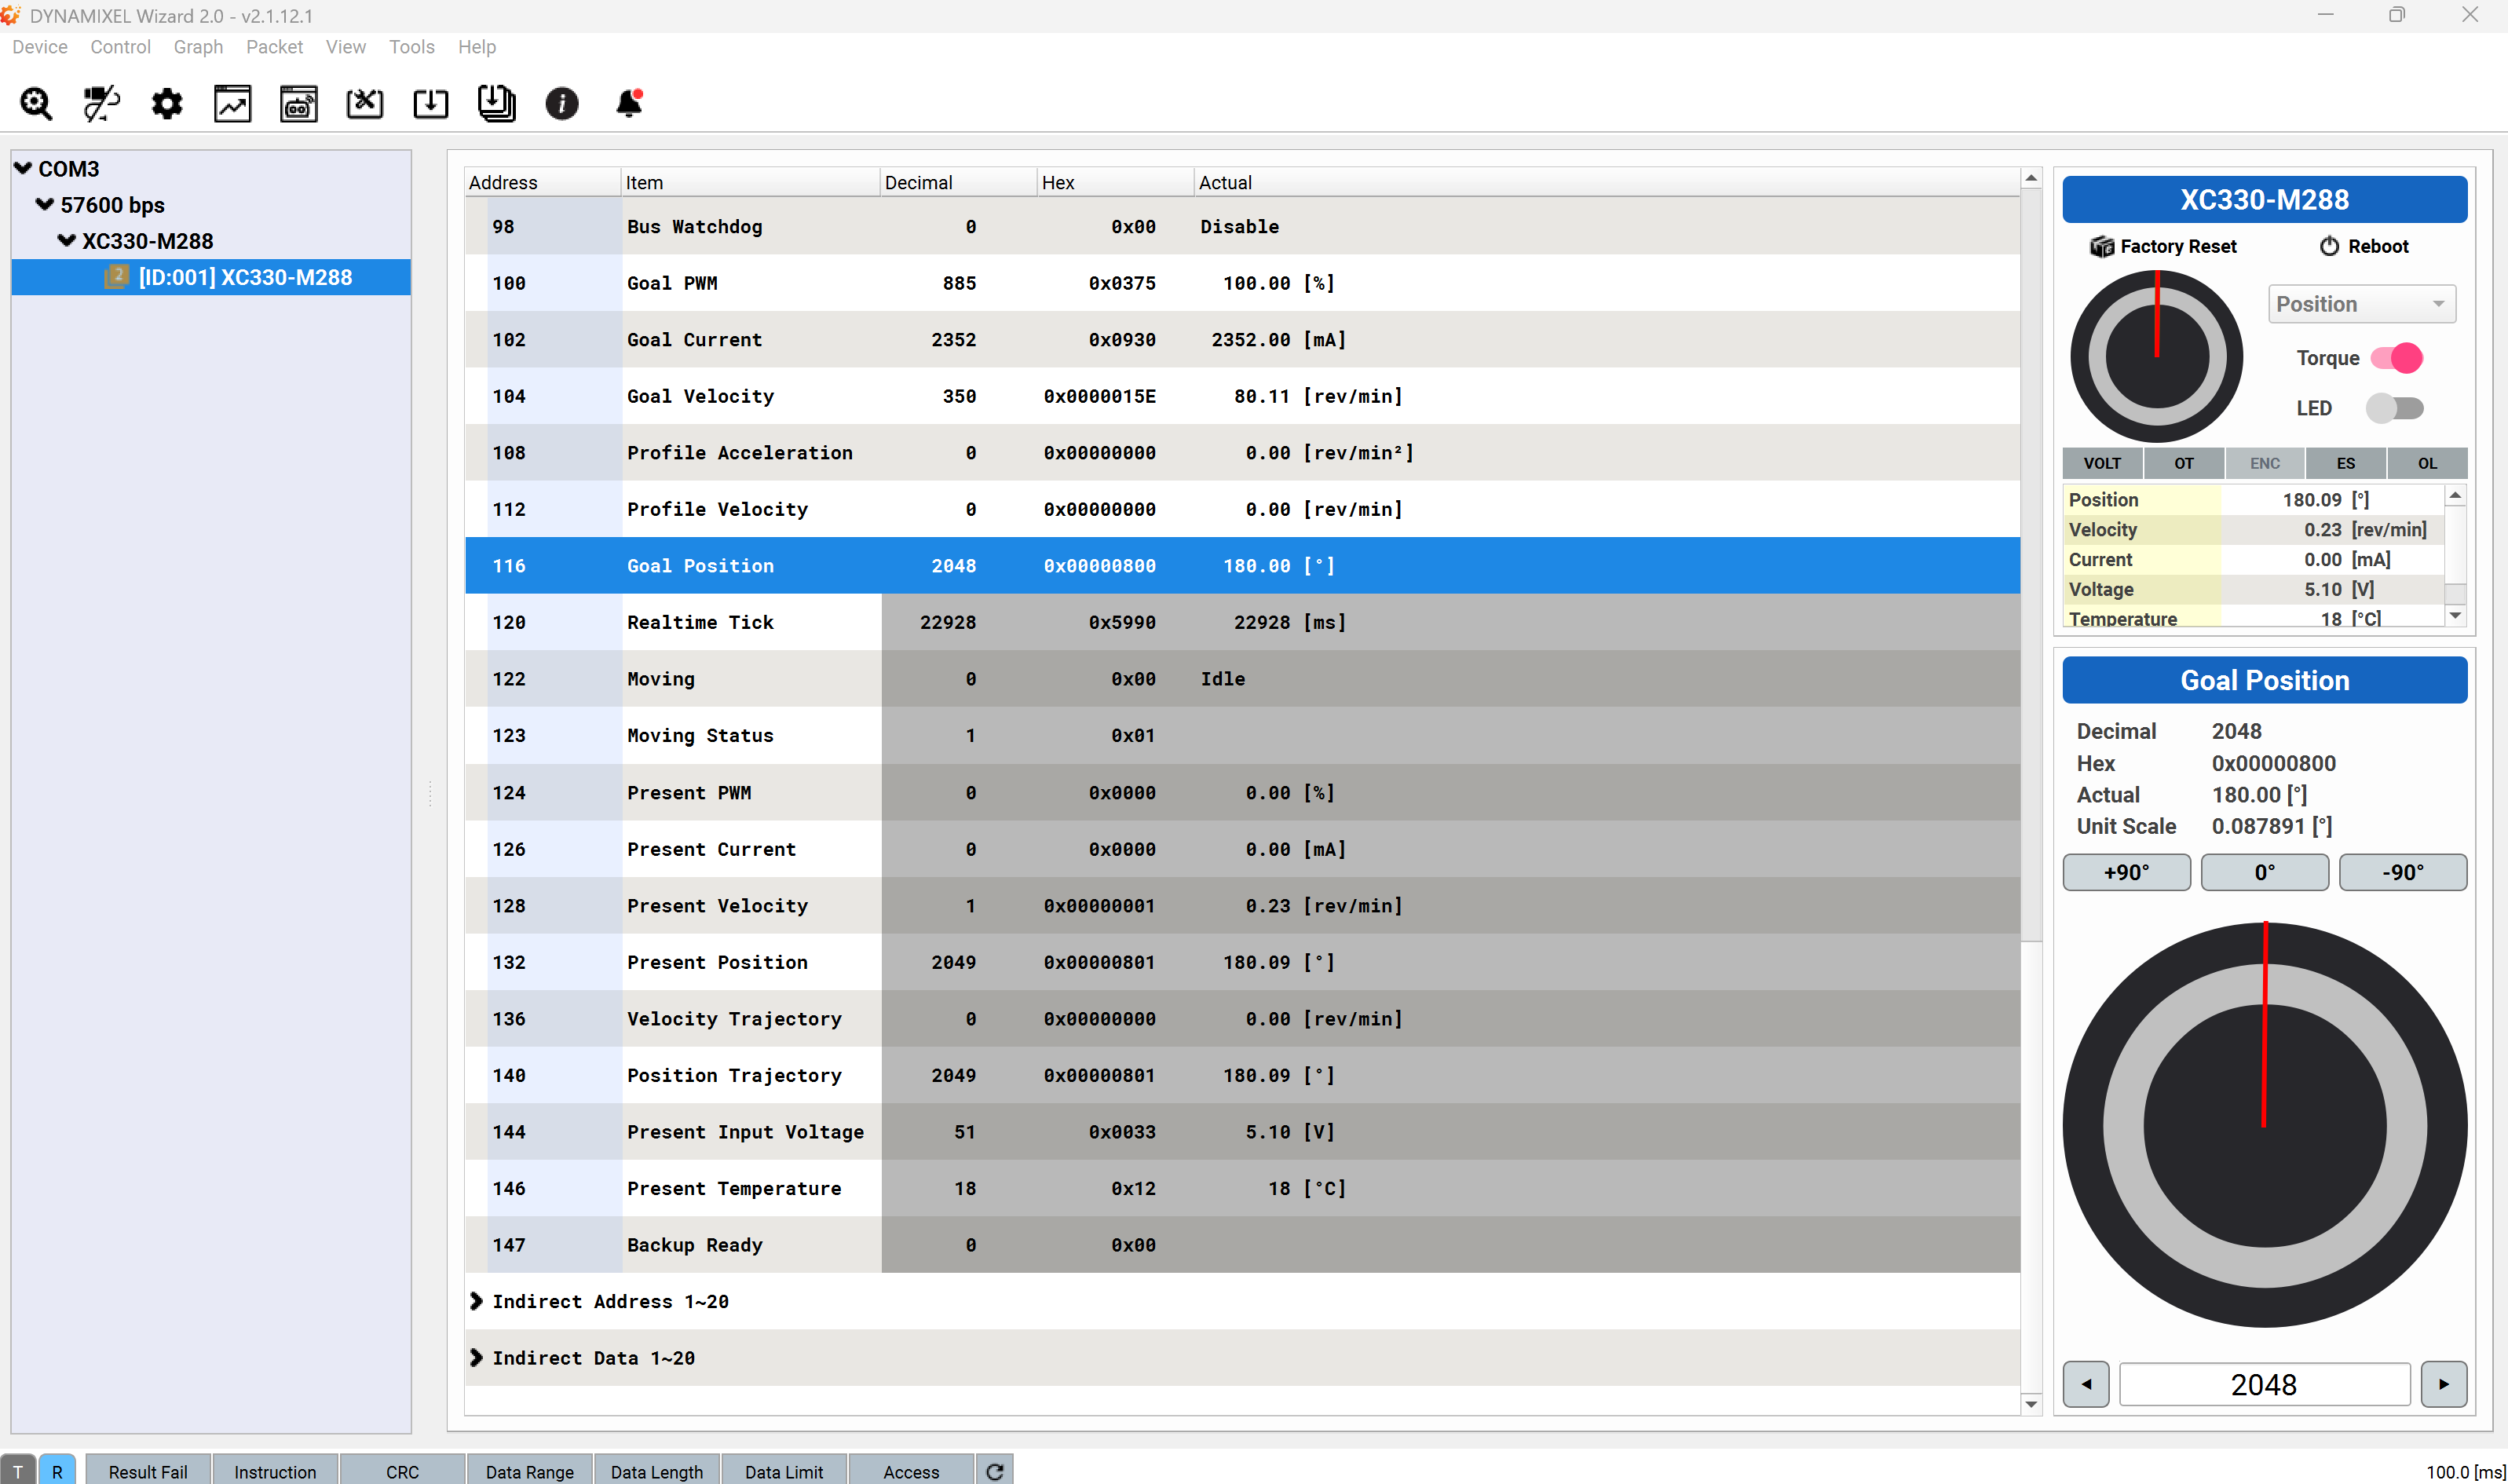 DYNAMIXEL Wizard 2.0 - v2.1.12.1
Device Control Graph Packet View Tools Help
COM3
57600 bps
XC330-M288
2 [ID:001] XC330-M288
Address Item Decimal Hex Actual
98 Bus Watchdog 0 0x00 Disable
100 Goal PWM 885 0x0375 100.00 [%]
102 Goal Current 2352 0x0930 2352.00 [mA]
104 Goal Velocity 350 0x0000015E 80.11 [rev/min]
108 Profile Acceleration 0 0x00000000 0.00 [rev/min²]
112 Profile Velocity 0 0x00000000 0.00 [rev/min]
116 Goal Position 2048 0x00000800 180.00 [°]
120 Realtime Tick 22928 0x5990 22928 [ms]
122 Moving 0 0x00 Idle
123 Moving Status 1 0x01
124 Present PWM 0 0x0000 0.00 [%]
126 Present Current 0 0x0000 0.00 [mA]
128 Present Velocity 1 0x00000001 0.23 [rev/min]
132 Present Position 2049 0x00000801 180.09 [°]
136 Velocity Trajectory 0 0x00000000 0.00 [rev/min]
140 Position Trajectory 2049 0x00000801 180.09 [°]
144 Present Input Voltage 51 0x0033 5.10 [V]
146 Present Temperature 18 0x12 18 [°C]
147 Backup Ready 0 0x00
Indirect Address 1~20
Indirect Data 1~20
XC330-M288
Factory Reset Reboot
Position
Torque
LED
VOLT OT ENC ES OL
Position 180.09 [°]
Velocity 0.23 [rev/min]
Current 0.00 [mA]
Voltage 5.10 [V]
Temperature 18 [°C]
Goal Position
Decimal 2048
Hex 0x00000800
Actual 180.00 [°]
Unit Scale 0.087891 [°]
+90° 0° -90°
2048
T R Result Fail Instruction CRC Data Range Data Length Data Limit Access 100.0 [ms]